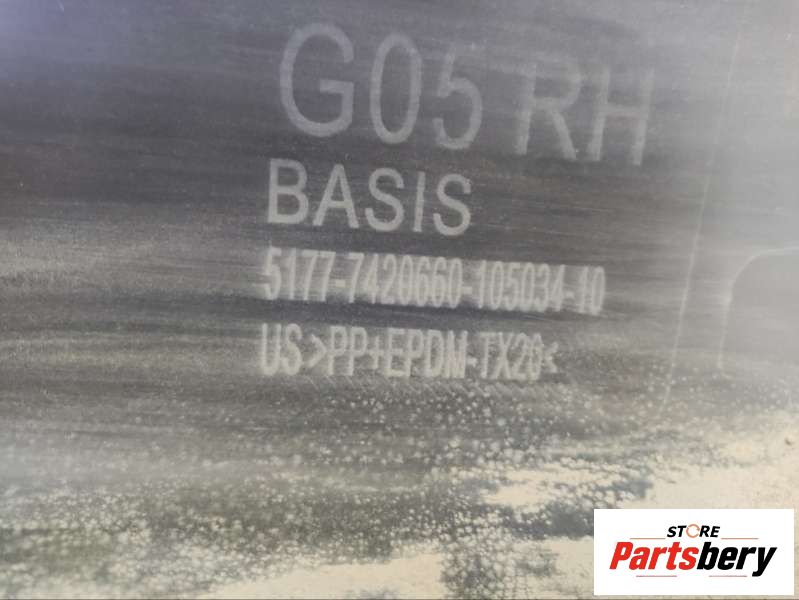 G05 RH
BASIS
5177-7420660-105034-10
US >PP+EPDM-TX20<
STORE
Partsbery